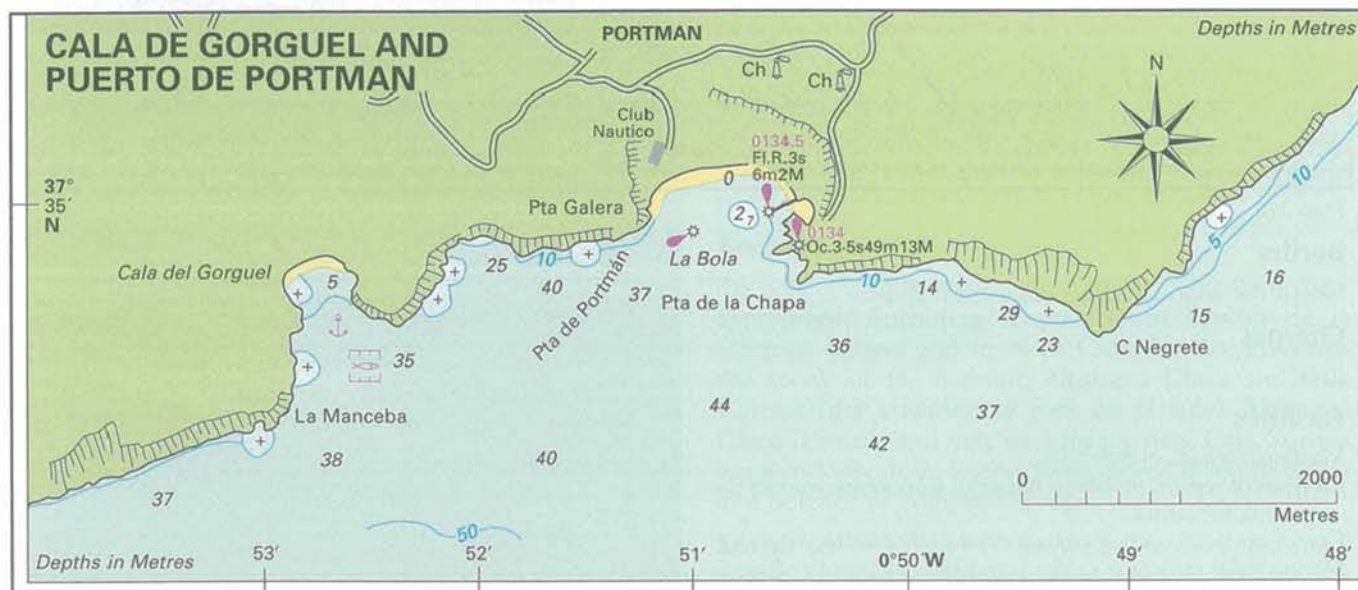 CALA DE GORGUEL AND
PUERTO DE PORTMAN
Depths in Metres
PORTMAN
Ch
Ch
N
Club
Nautico
0134.5
Fl.R.3s
6m2M
0
10
37°
35'
N
Pta Galera
2₇
5
0134
Oc.3·5s49m13M
La Bola
Cala del Gorguel
5
25
10
40
Pta de Portmán
37
Pta de la Chapa
10
14
29
23
16
15
C Negrete
35
36
La Manceba
44
37
42
38
40
37
50
0
2000
Metres
Depths in Metres
53'
52'
51'
0°50'W
49'
48'